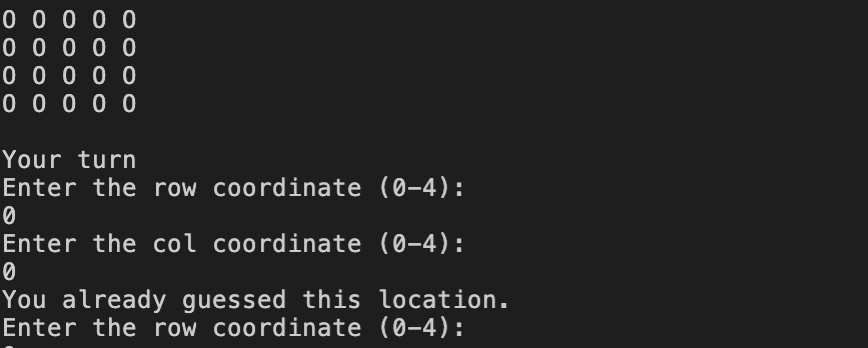 O O O O O
O O O O O
O O O O O
O O O O O
Your turn
Enter the row coordinate (0-4):
0
Enter the col coordinate (0-4):
0
You already guessed this location.
Enter the row coordinate (0-4):